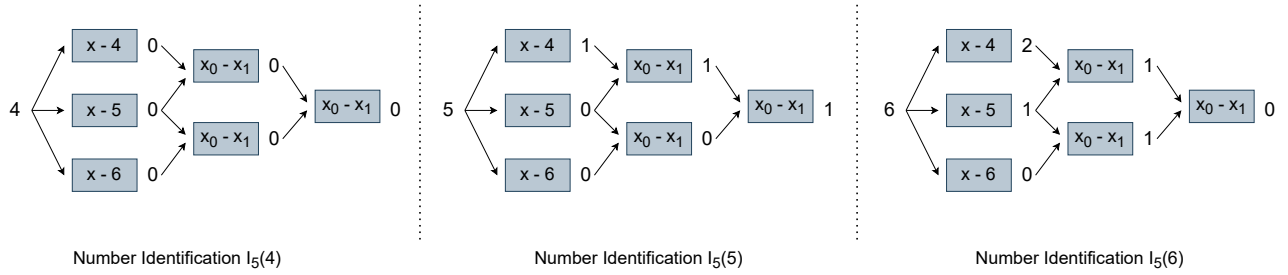 4
x - 4 0
x - 5 0
x - 6 0
x₀ - x₁ 0
x₀ - x₁ 0
x₀ - x₁ 0
Number Identification I₅(4)
5
x - 4 1
x - 5 0
x - 6 0
x₀ - x₁ 1
x₀ - x₁ 0
x₀ - x₁ 1
Number Identification I₅(5)
6
x - 4 2
x - 5 1
x - 6 0
x₀ - x₁ 1
x₀ - x₁ 1
x₀ - x₁ 0
Number Identification I₅(6)